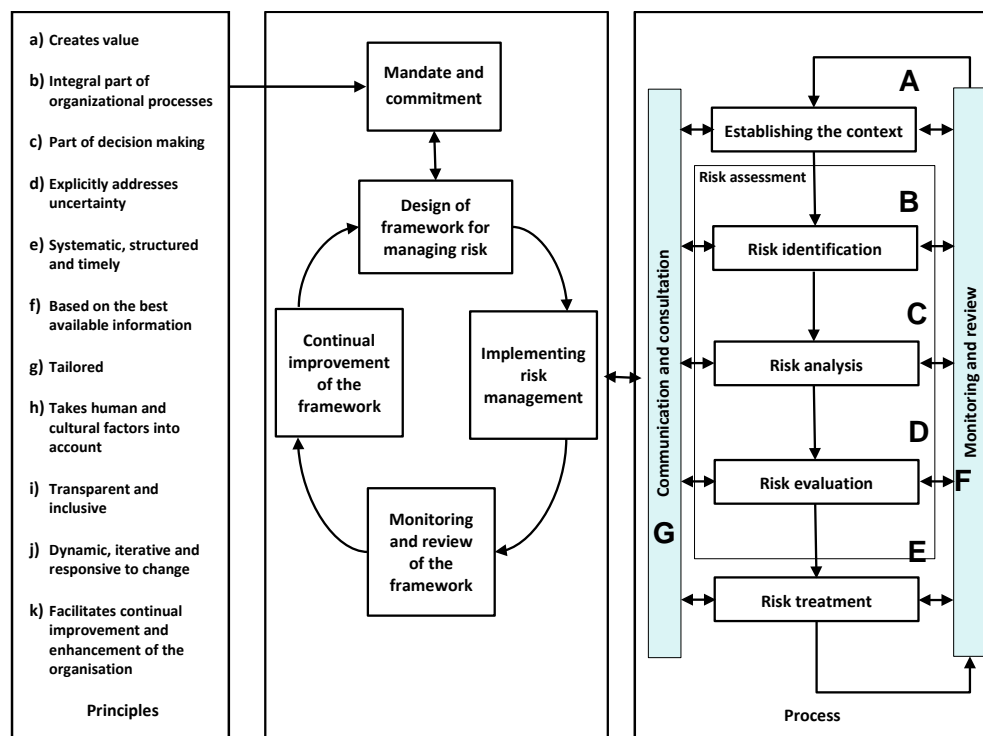 a) Creates value
b) Integral part of
organizational processes
c) Part of decision making
d) Explicitly addresses
uncertainty
e) Systematic, structured
and timely
f) Based on the best
available information
g) Tailored
h) Takes human and
cultural factors into
account
i) Transparent and
inclusive
j) Dynamic, iterative and
responsive to change
k) Facilitates continual
improvement and
enhancement of the
organisation
Principles
Mandate and
commitment
Design of
framework for
managing risk
Continual
improvement
of the
framework
Implementing
risk
management
Monitoring
and review
of the
framework
Communication and consultation
G
A
Establishing the context
Risk assessment
B
Risk identification
C
Risk analysis
D
Risk evaluation
E
Risk treatment
Monitoring and review
F
Process